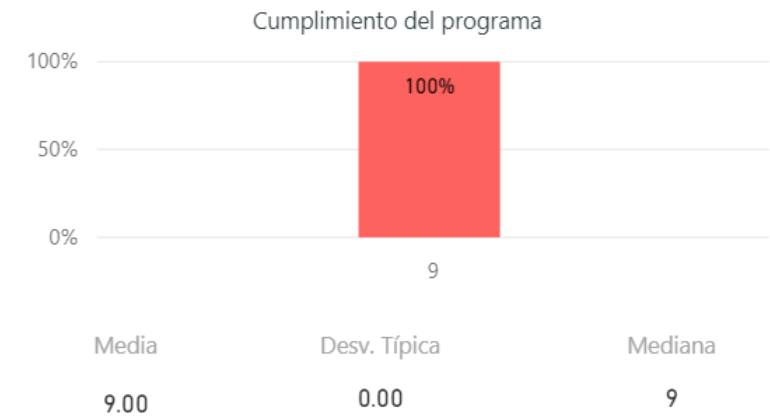 Cumplimiento del programa
100%
100%
50%
0%
9
Media Desv. Típica Mediana
9.00 0.00 9